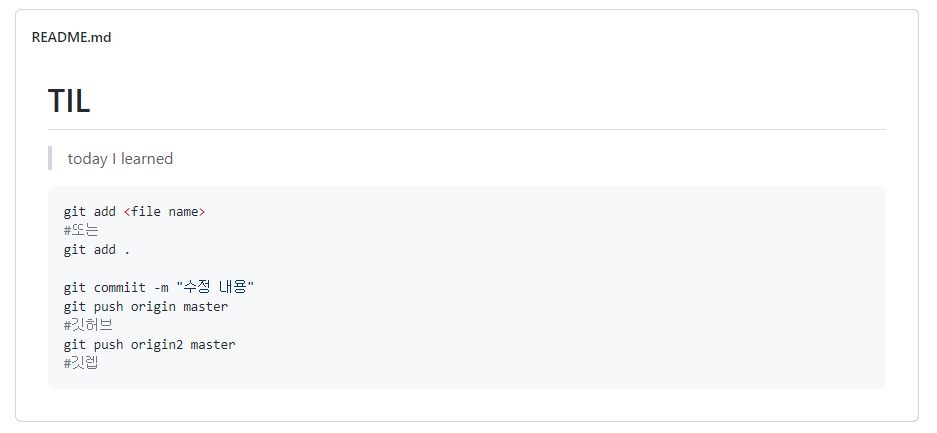 README.md
TIL
today I learned
git add <file name>
#또는
git add .
git commiit -m "수정 내용"
git push origin master
#깃허브
git push origin2 master
#깃렙